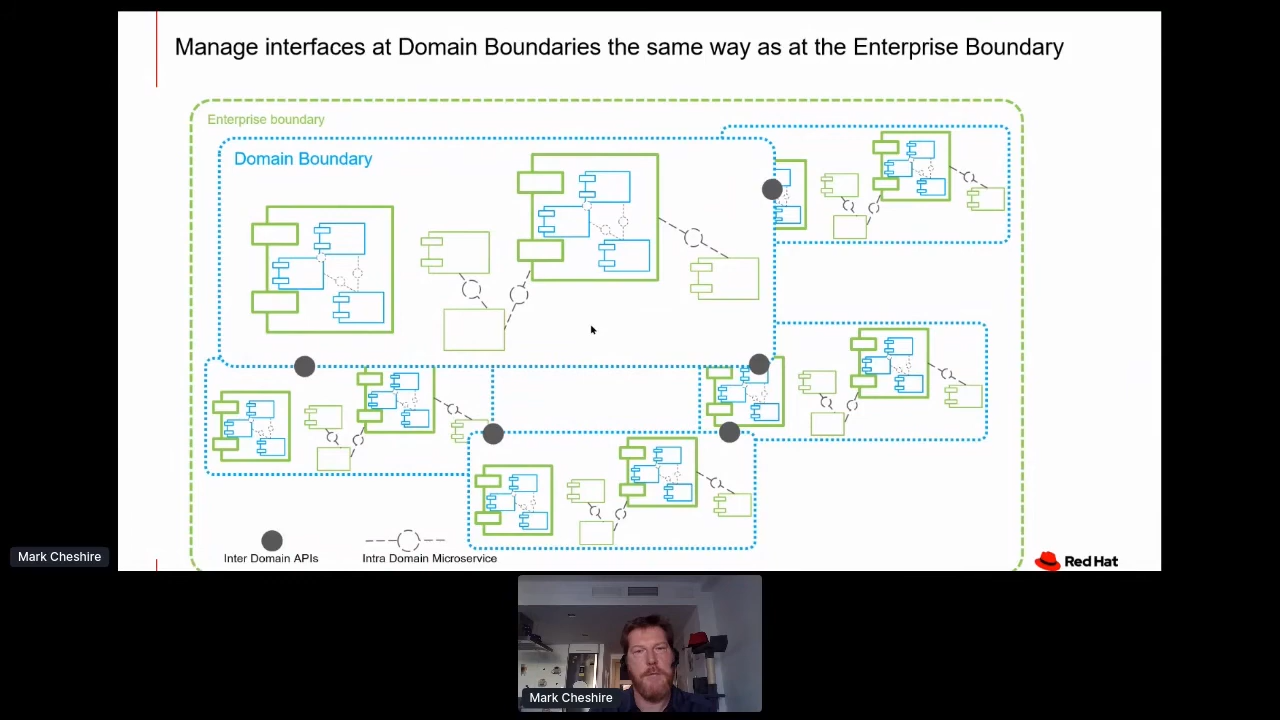 Manage interfaces at Domain Boundaries the same way as at the Enterprise Boundary
Enterprise boundary
Domain Boundary
Inter Domain APIs
Intra Domain Microservice
Red Hat
Mark Cheshire
Mark Cheshire